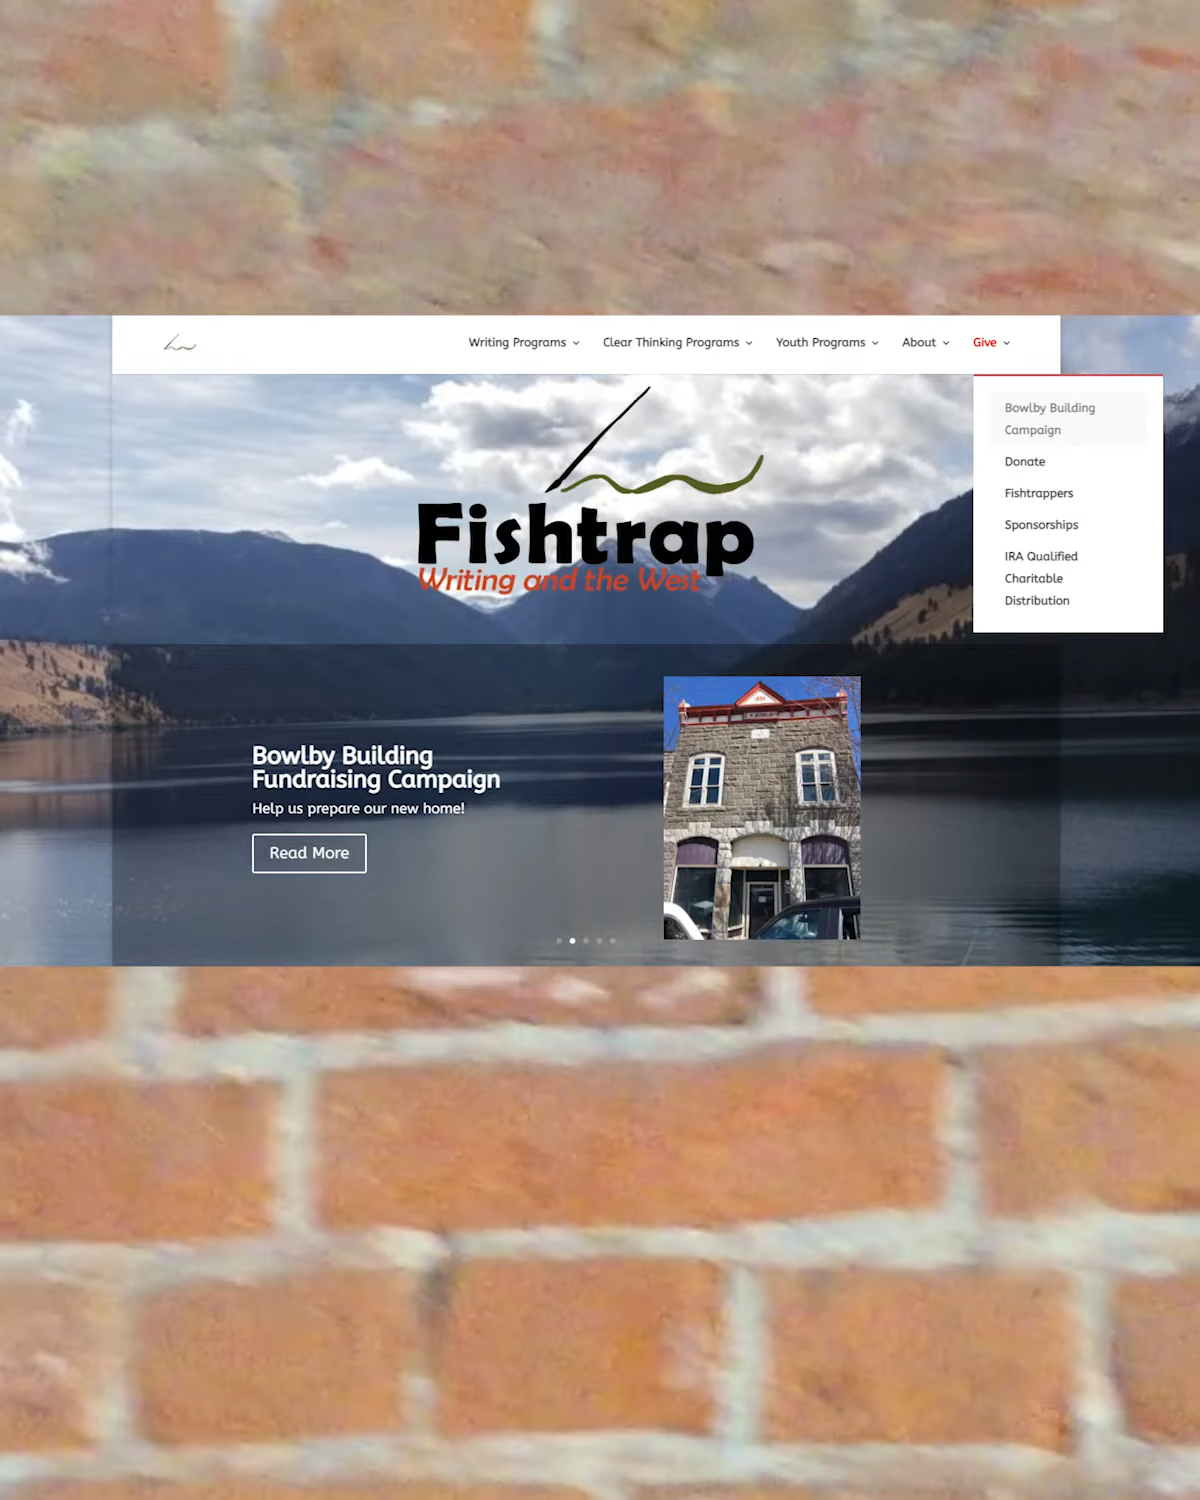 Writing Programs Clear Thinking Programs Youth Programs About Give
Bowlby Building
Campaign
Donate
Fishtrappers
Sponsorships
IRA Qualified
Charitable
Distribution
Fishtrap
Writing and the West
Bowlby Building
Fundraising Campaign
Help us prepare our new home!
Read More